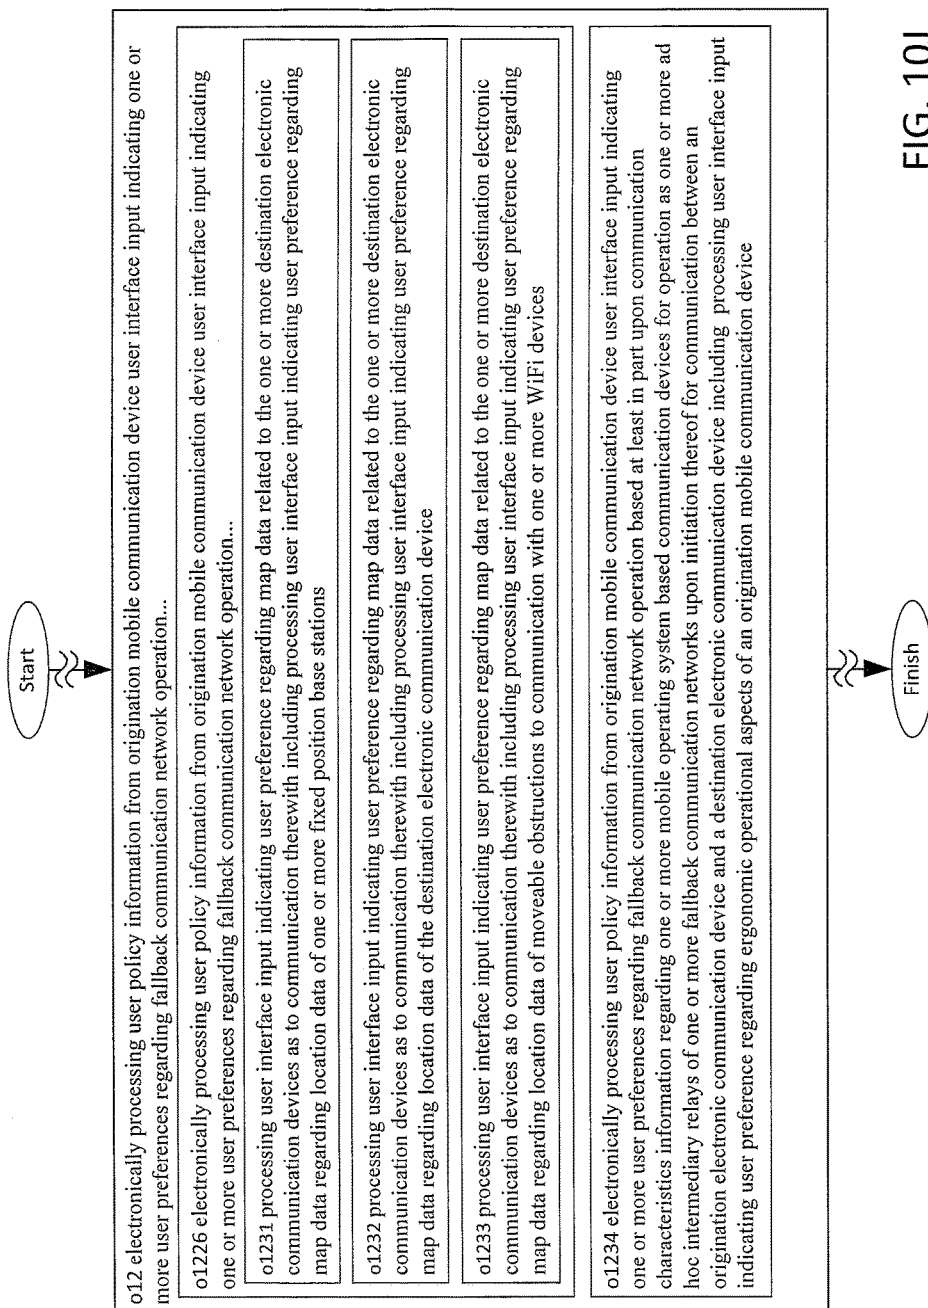 Start
o12 electronically processing user policy information from origination mobile communication device user interface input indicating one or
more user preferences regarding fallback communication network operation...
o1226 electronically processing user policy information from origination mobile communication device user interface input indicating
one or more user preferences regarding fallback communication network operation...
o1231 processing user interface input indicating user preference regarding map data related to the one or more destination electronic
communication devices as to communication therewith including processing user interface input indicating user preference regarding
map data regarding location data of one or more fixed position base stations
o1232 processing user interface input indicating user preference regarding map data related to the one or more destination electronic
communication devices as to communication therewith including processing user interface input indicating user preference regarding
map data regarding location data of the destination electronic communication device
o1233 processing user interface input indicating user preference regarding map data related to the one or more destination electronic
communication devices as to communication therewith including processing user interface input indicating user preference regarding
map data regarding location data of moveable obstructions to communication with one or more WiFi devices
o1234 electronically processing user policy information from origination mobile communication device user interface input indicating
one or more user preferences regarding fallback communication network operation based at least in part upon communication
characteristics information regarding one or more mobile operating system based communication devices for operation as one or more ad
hoc intermediary relays of one or more fallback communication networks upon initiation thereof for communication between an
origination electronic communication device and a destination electronic communication device including processing user interface input
indicating user preference regarding ergonomic operational aspects of an origination mobile communication device
Finish